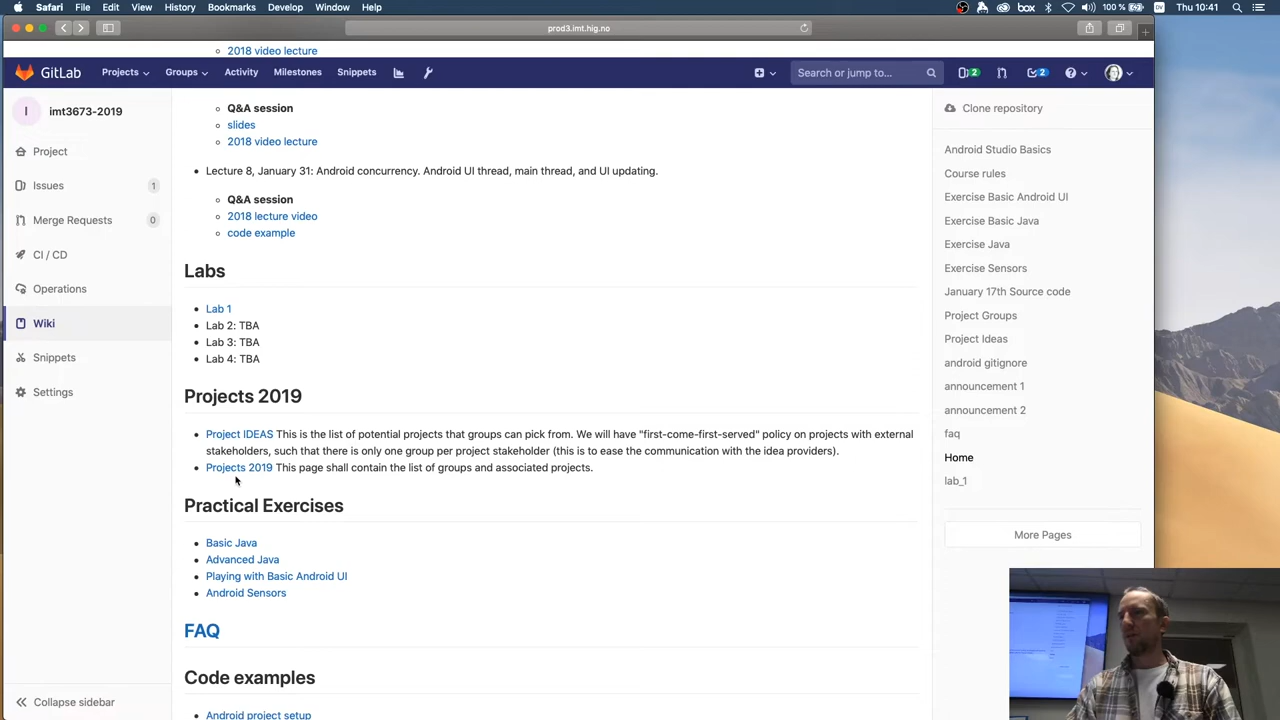 Safari File Edit View History Bookmarks Develop Window Help box 100 % DV Thu 10:41
prod3.imt.hig.no
2018 video lecture
GitLab Projects Groups Activity Milestones Snippets Search or jump to... 2 2
I imt3673-2019
Project
Issues 1
Merge Requests 0
CI / CD
Operations
Wiki
Snippets
Settings
Collapse sidebar
Q&A session
slides
2018 video lecture
Lecture 8, January 31: Android concurrency. Android UI thread, main thread, and UI updating.
Q&A session
2018 lecture video
code example
Labs
Lab 1
Lab 2: TBA
Lab 3: TBA
Lab 4: TBA
Projects 2019
Project IDEAS This is the list of potential projects that groups can pick from. We will have "first-come-first-served" policy on projects with external
stakeholders, such that there is only one group per project stakeholder (this is to ease the communication with the idea providers).
Projects 2019 This page shall contain the list of groups and associated projects.
Practical Exercises
Basic Java
Advanced Java
Playing with Basic Android UI
Android Sensors
FAQ
Code examples
Android project setup
Clone repository
Android Studio Basics
Course rules
Exercise Basic Android UI
Exercise Basic Java
Exercise Java
Exercise Sensors
January 17th Source code
Project Groups
Project Ideas
android gitignore
announcement 1
announcement 2
faq
Home
lab_1
More Pages